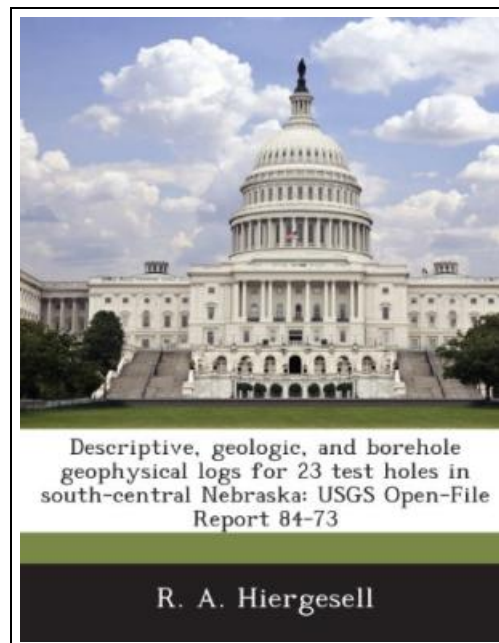 Descriptive, geologic, and borehole
geophysical logs for 23 test holes in
south-central Nebraska: USGS Open-File
Report 84-73
R. A. Hiergesell